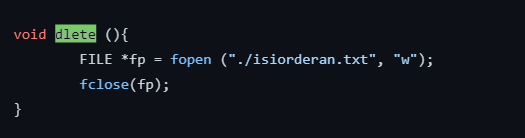 void dlete (){
FILE *fp = fopen ("./isiorderan.txt", "w");
fclose(fp);
}